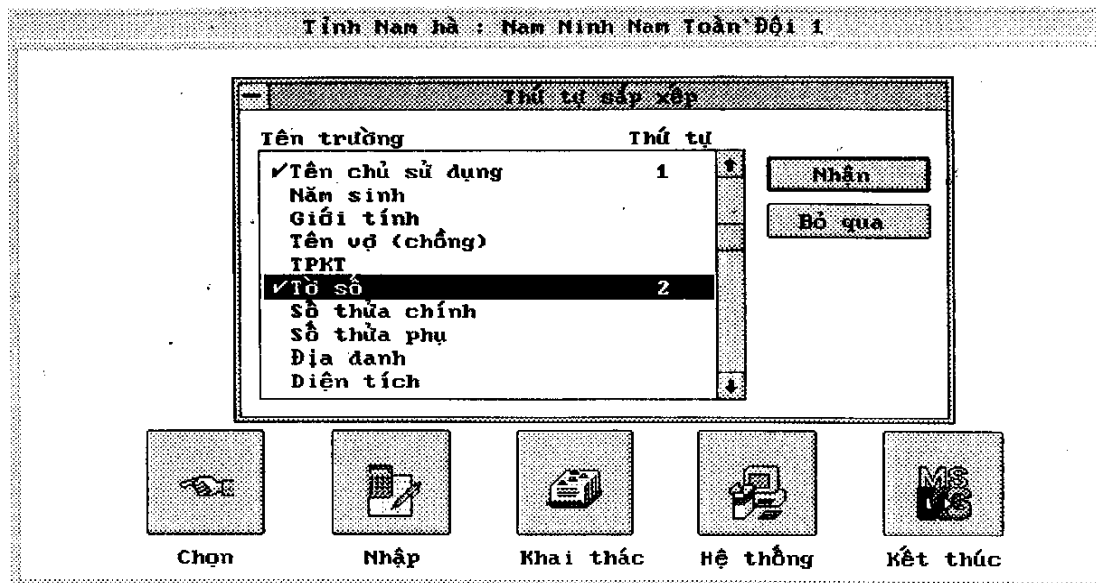 Tỉnh Nam hà : Nam Ninh Nam Toàn Đội 1
Thứ tự sắp xếp
Tên trường Thứ tự
✓Tên chủ sử dụng 1
Năm sinh
Giới tính
Tên vợ (chồng)
TPKT
✓Tờ số 2
Số thửa chính
Số thửa phụ
Địa danh
Diện tích
Nhận
Bỏ qua
MS
Chọn Nhập Khai thác Hệ thống Kết thúc